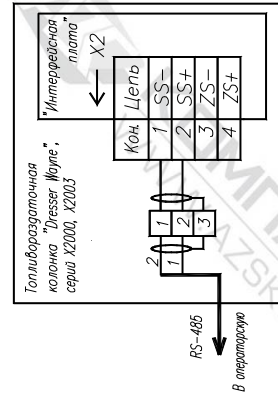 Топливораздаточная
колонка "Dresser Wayne",
серий X2000, X2003
"Интерфейсная
плата"
X2
Кон. Цепь
1 SS-
2 SS+
3 ZS-
4 ZS+
1
2
3
2
1
RS-485
В операторскую